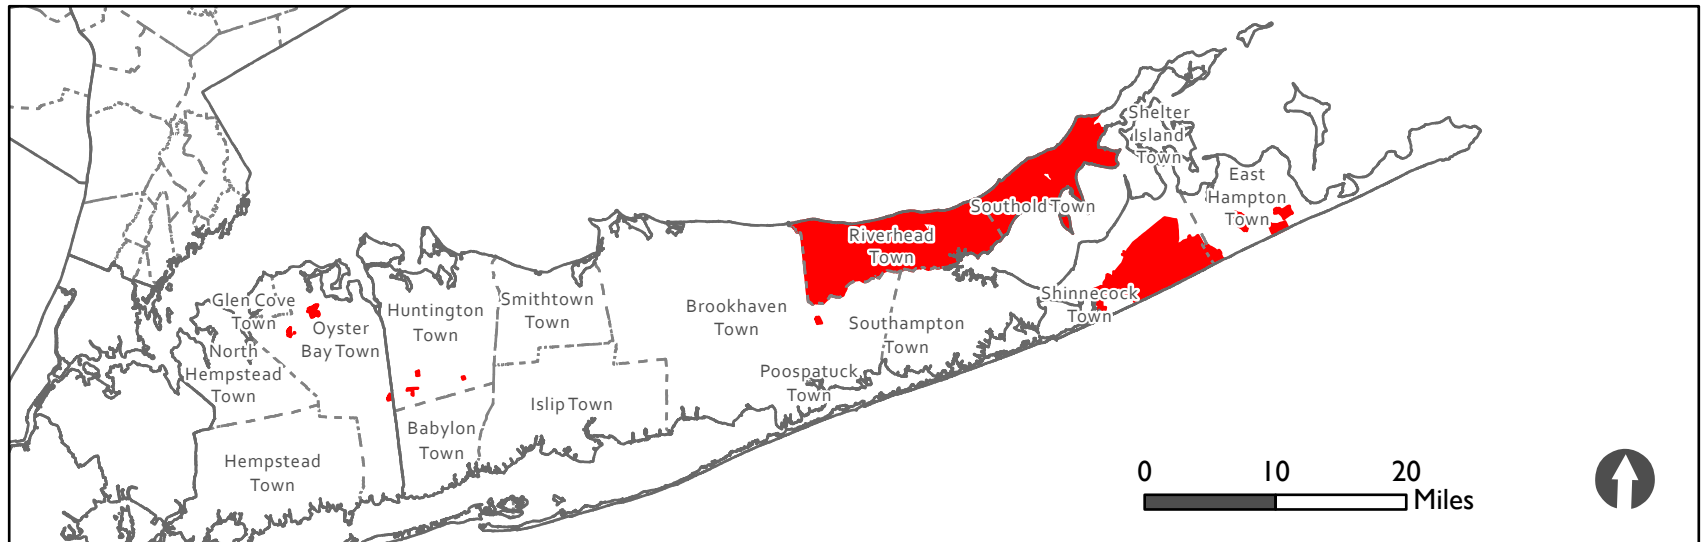 Shelter
Island
Town
East
Hampton
Town
Southold Town
Riverhead
Town
Shinnecock
Town
Glen Cove
Town
Huntington
Town
Smithtown
Town
Brookhaven
Town
Southampton
Town
Oyster
Bay Town
North
Hempstead
Town
Poospatuck
Town
Islip Town
Babylon
Town
Hempstead
Town
0 10 20
Miles